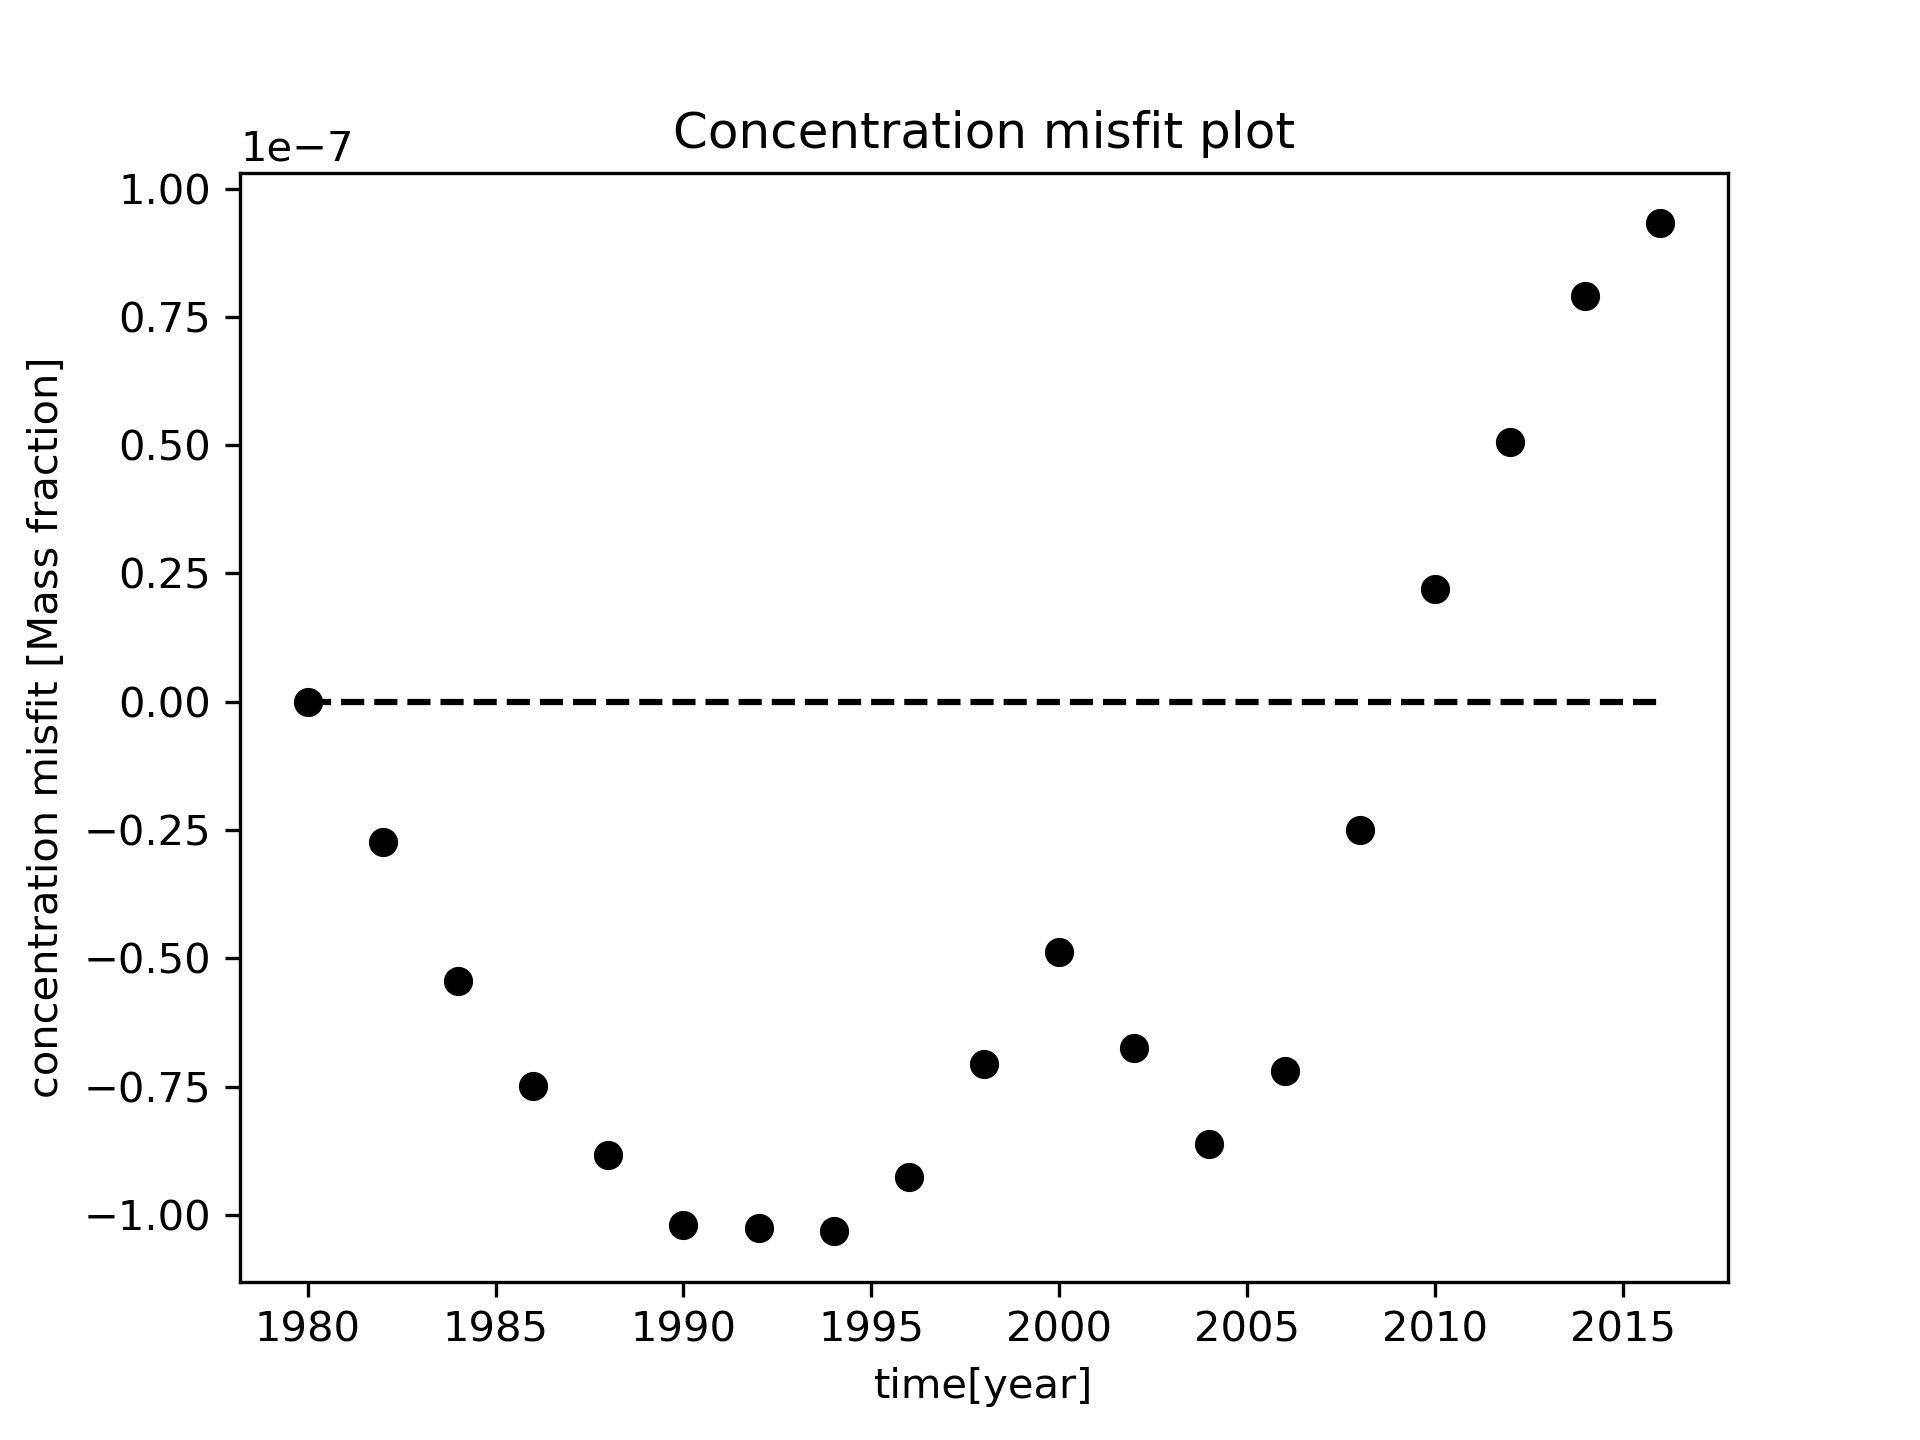 Concentration misfit plot
1e−7
1.00
0.75
0.50
0.25
0.00
−0.25
−0.50
−0.75
−1.00
concentration misfit [Mass fraction]
1980 1985 1990 1995 2000 2005 2010 2015
time[year]